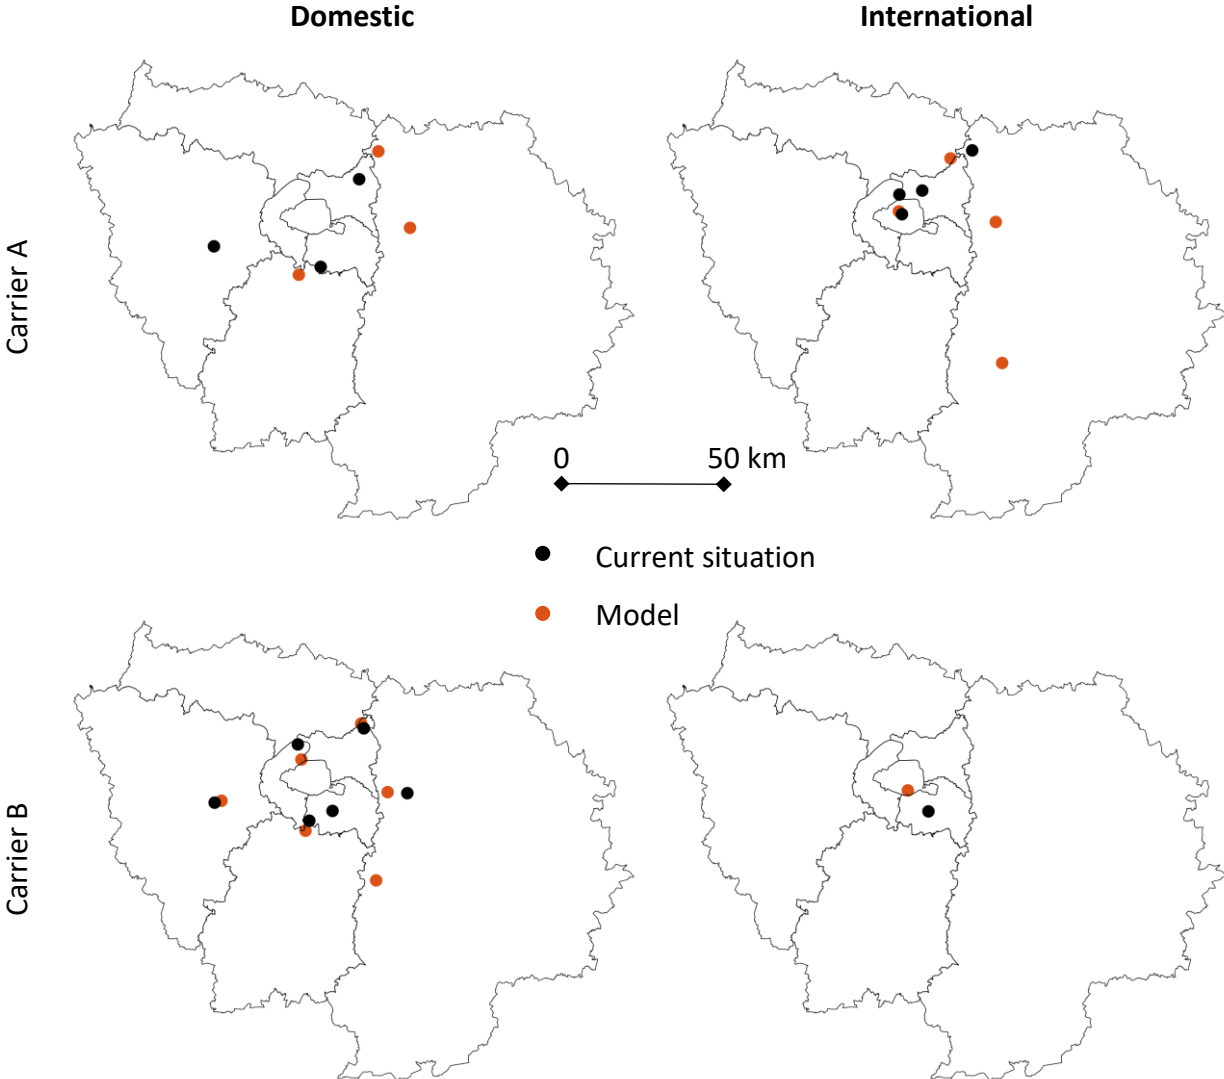 Domestic
International
Carrier A
0
50 km
Current situation
Model
Carrier B